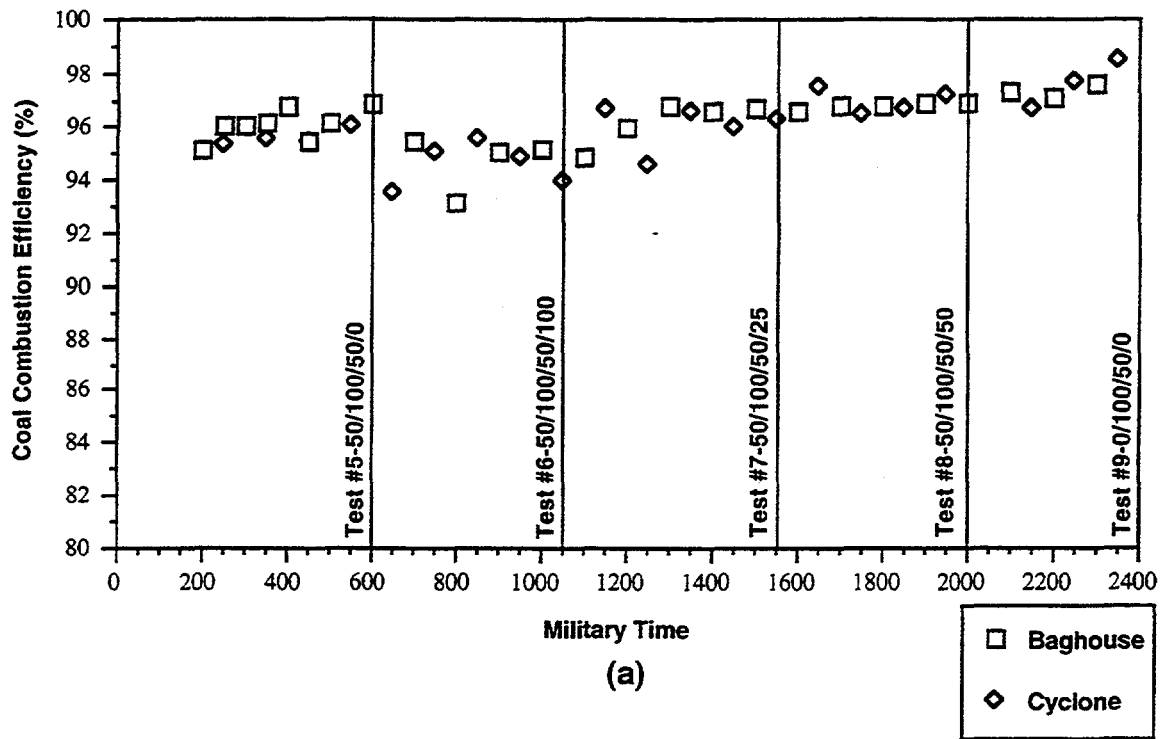 100
98
96
94
92
90
88
86
84
82
80
Coal Combustion Efficiency (%)
Test #5-50/100/50/0
Test #6-50/100/50/100
Test #7-50/100/50/25
Test #8-50/100/50/50
Test #9-0/100/50/0
0 200 400 600 800 1000 1200 1400 1600 1800 2000 2200 2400
Military Time
(a)
Baghouse
Cyclone